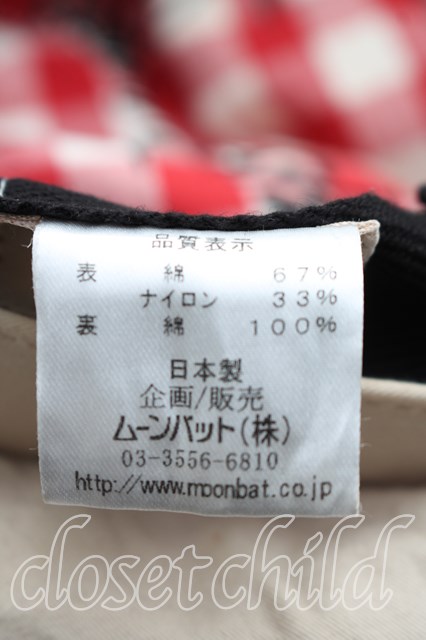 品質表示
表 綿 67%
ナイロン 33%
裏 綿 100%
日本製
企画/販売
ムーンバット(株)
03-3556-6810
http://www.moonbat.co.jp
closet child